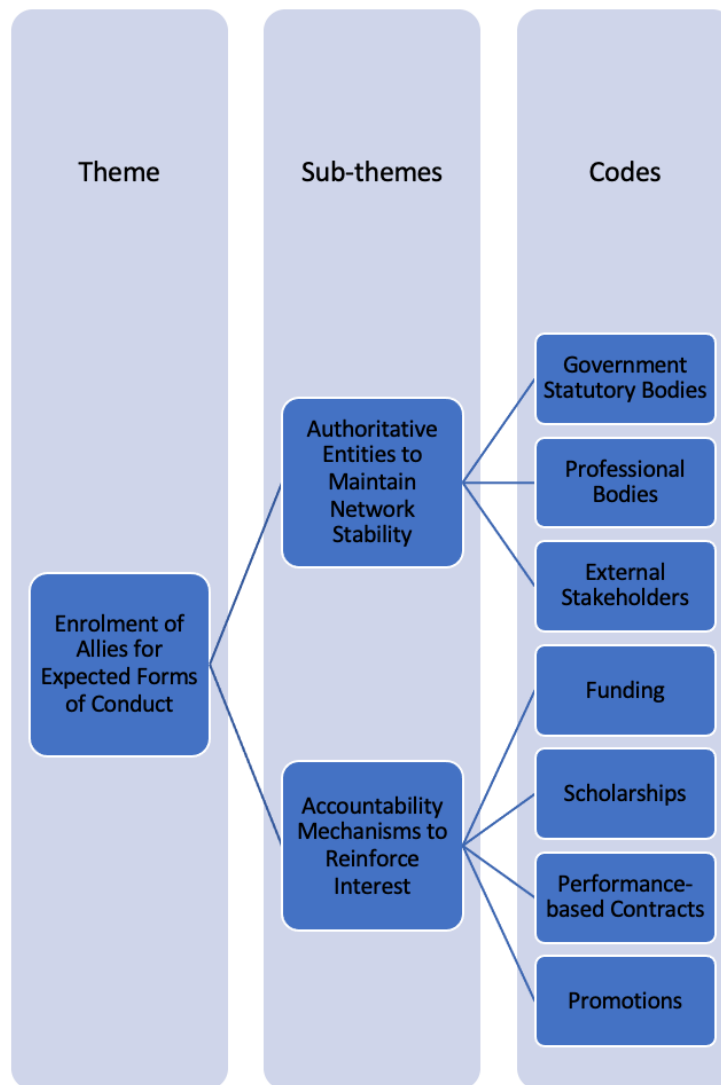 Theme
Sub-themes
Codes
Enrolment of
Allies for
Expected Forms
of Conduct
Authoritative
Entities to
Maintain
Network
Stability
Accountability
Mechanisms to
Reinforce
Interest
Government
Statutory Bodies
Professional
Bodies
External
Stakeholders
Funding
Scholarships
Performance-
based Contracts
Promotions